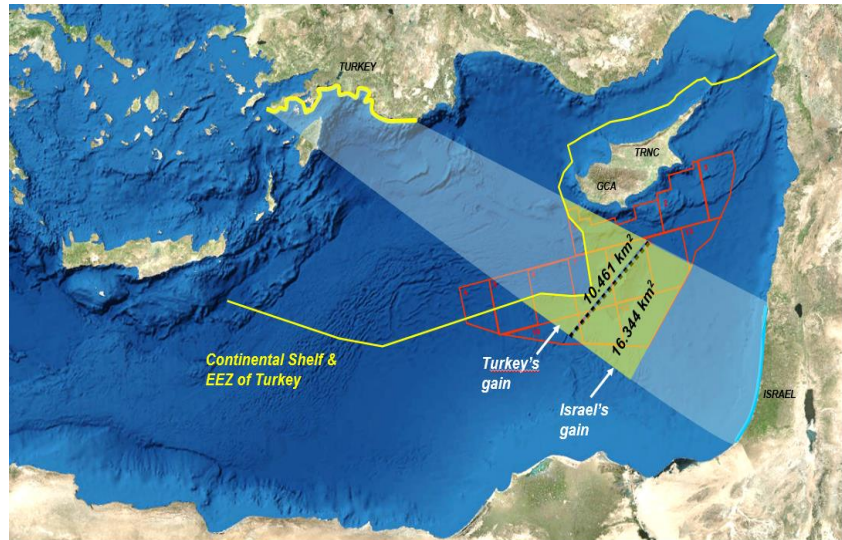 TURKEY
TRNC
GCA
10.461 km²
16.344 km²
Continental Shelf &
EEZ of Turkey
Turkey's
gain
Israel's
gain
ISRAEL